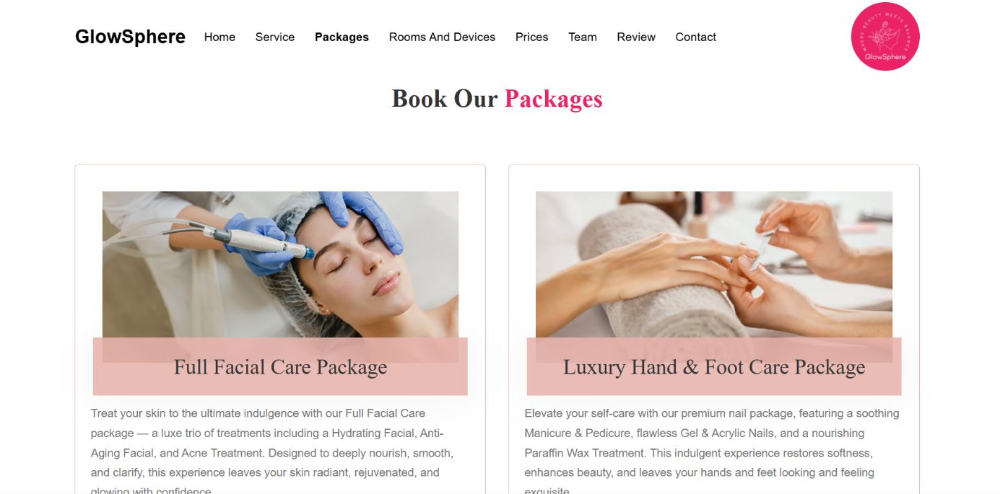 GlowSphere Home Service Packages Rooms And Devices Prices Team Review Contact
WHERE BEAUTY MEETS BALANCE
GlowSphere
Book Our Packages
Full Facial Care Package
Treat your skin to the ultimate indulgence with our Full Facial Care
package — a luxe trio of treatments including a Hydrating Facial, Anti-
Aging Facial, and Acne Treatment. Designed to deeply nourish, smooth,
and clarify, this experience leaves your skin radiant, rejuvenated, and
glowing with confidence.
Luxury Hand & Foot Care Package
Elevate your self-care with our premium nail package, featuring a soothing
Manicure & Pedicure, flawless Gel & Acrylic Nails, and a nourishing
Paraffin Wax Treatment. This indulgent experience restores softness,
enhances beauty, and leaves your hands and feet looking and feeling
exquisite.